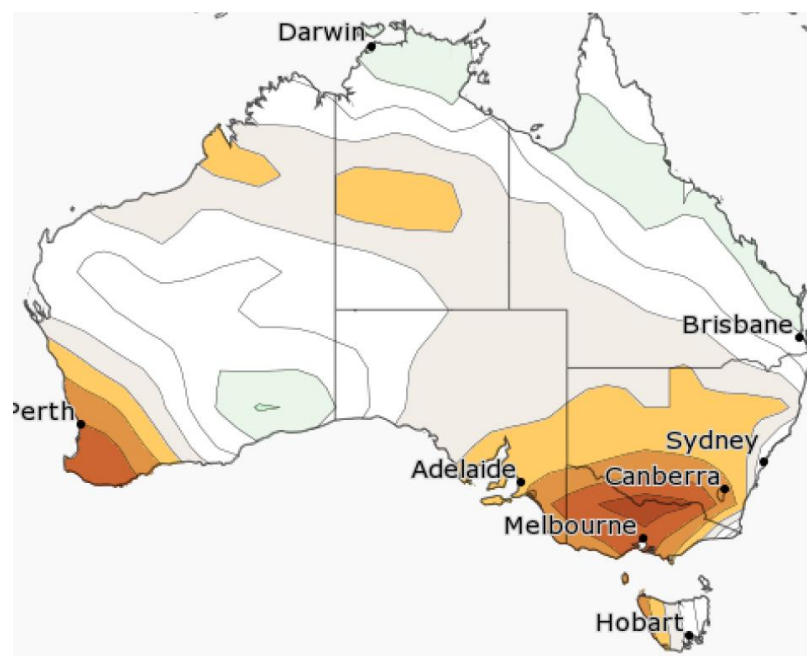 Darwin
Brisbane
Perth
Sydney
Adelaide
Canberra
Melbourne
Hobart